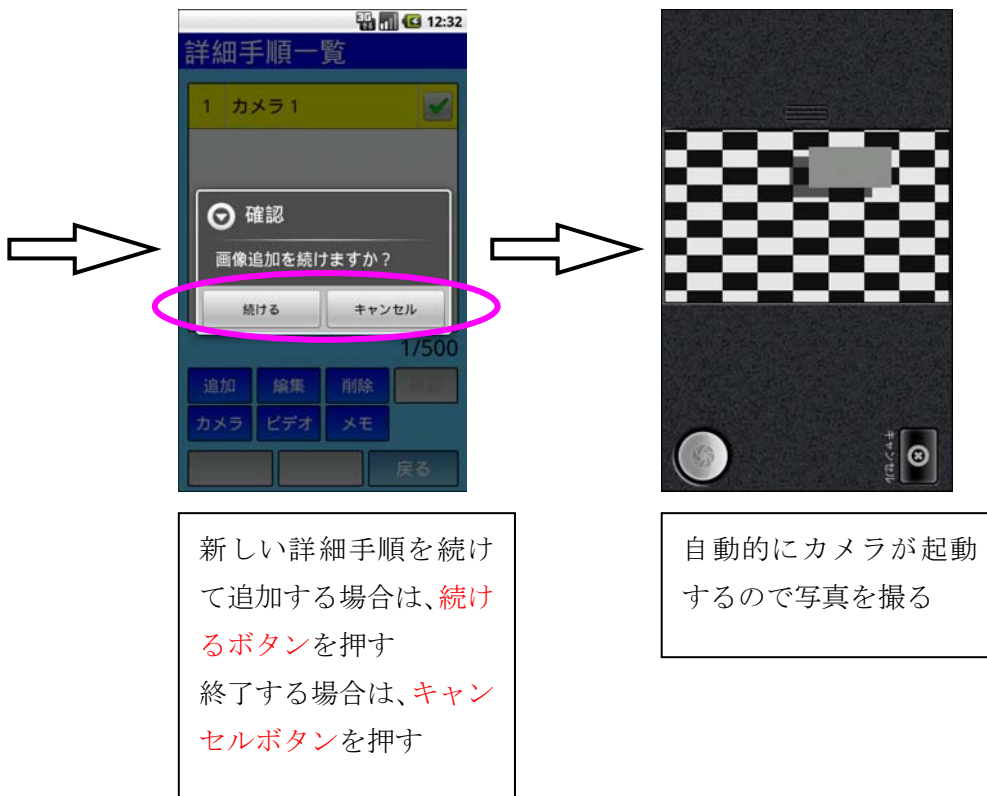 12:32
詳細手順一覧
1 カメラ1
確認
画像追加を続けますか？
続ける キャンセル
1/500
追加 編集 削除
カメラ ビデオ メモ
戻る
キャンセル
新しい詳細手順を続け
て追加する場合は、続け
るボタンを押す
終了する場合は、キャン
セルボタンを押す
自動的にカメラが起動
するので写真を撮る